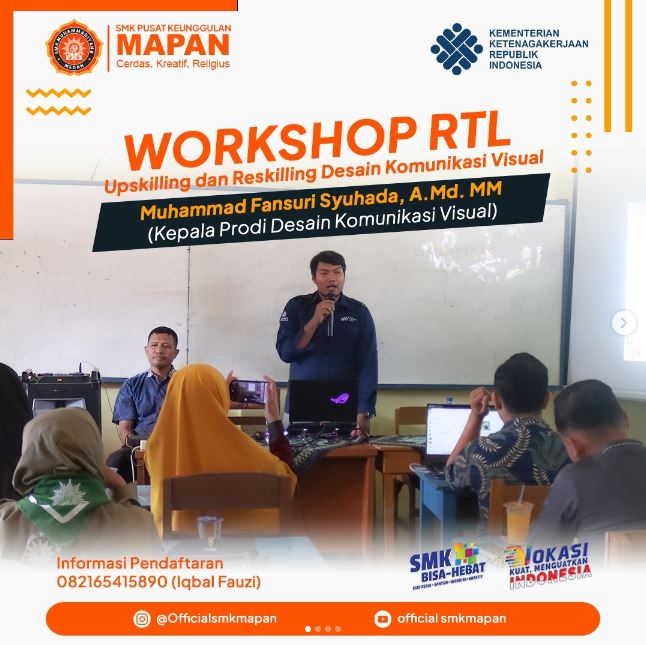 SMK PUSAT KEUNGGULAN
MAPAN
Cerdas, Kreatif, Religius
KEMENTERIAN
KETENAGAKERJAAN
REPUBLIK
INDONESIA
WORKSHOP RTL
Upskilling dan Reskilling Desain Komunikasi Visual
Muhammad Fansuri Syuhada, A.Md. MM
(Kepala Prodi Desain Komunikasi Visual)
Informasi Pendaftaran
082165415890 (Iqbal Fauzi)
SMK
BISA-HEBAT
VOKASI
KUAT, MENGUATKAN
INDONESIA
@Officialsmkmapan
official smkmapan